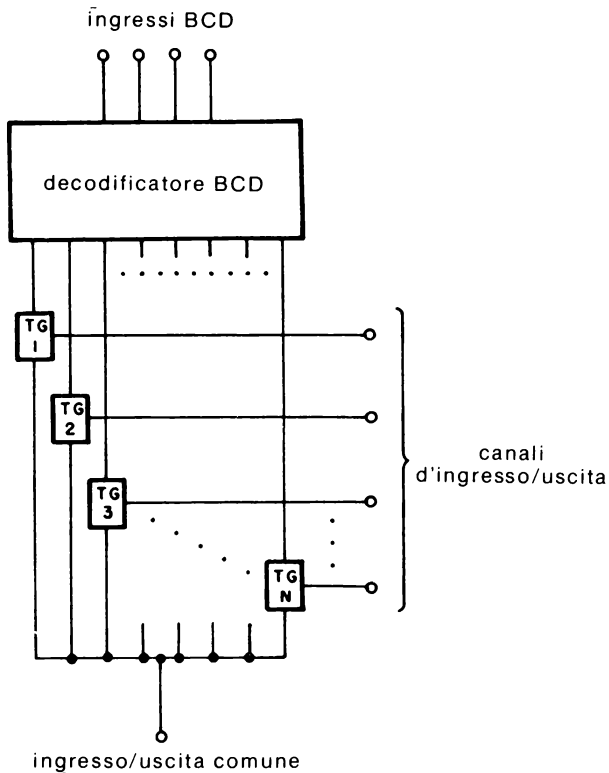 ingressi BCD
decodificatore BCD
TG
1
TG
2
TG
3
TG
N
canali
d'ingresso/uscita
ingresso/uscita comune